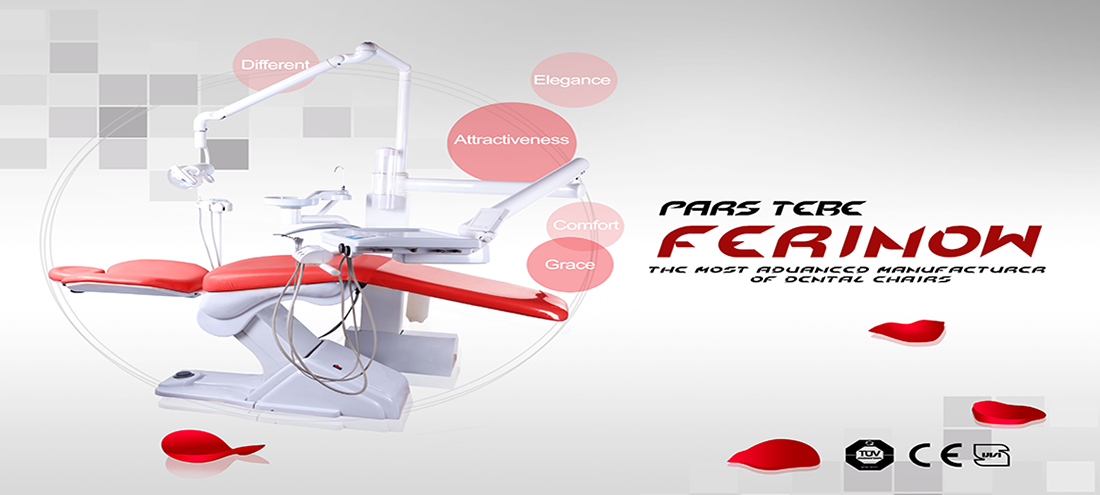 Different
Elegance
Attractiveness
Comfort
Grace
PARS TEBE
FERINOW
THE MOST ADVANCED MANUFACTURER
OF DENTAL CHAIRS
TÜV
CE